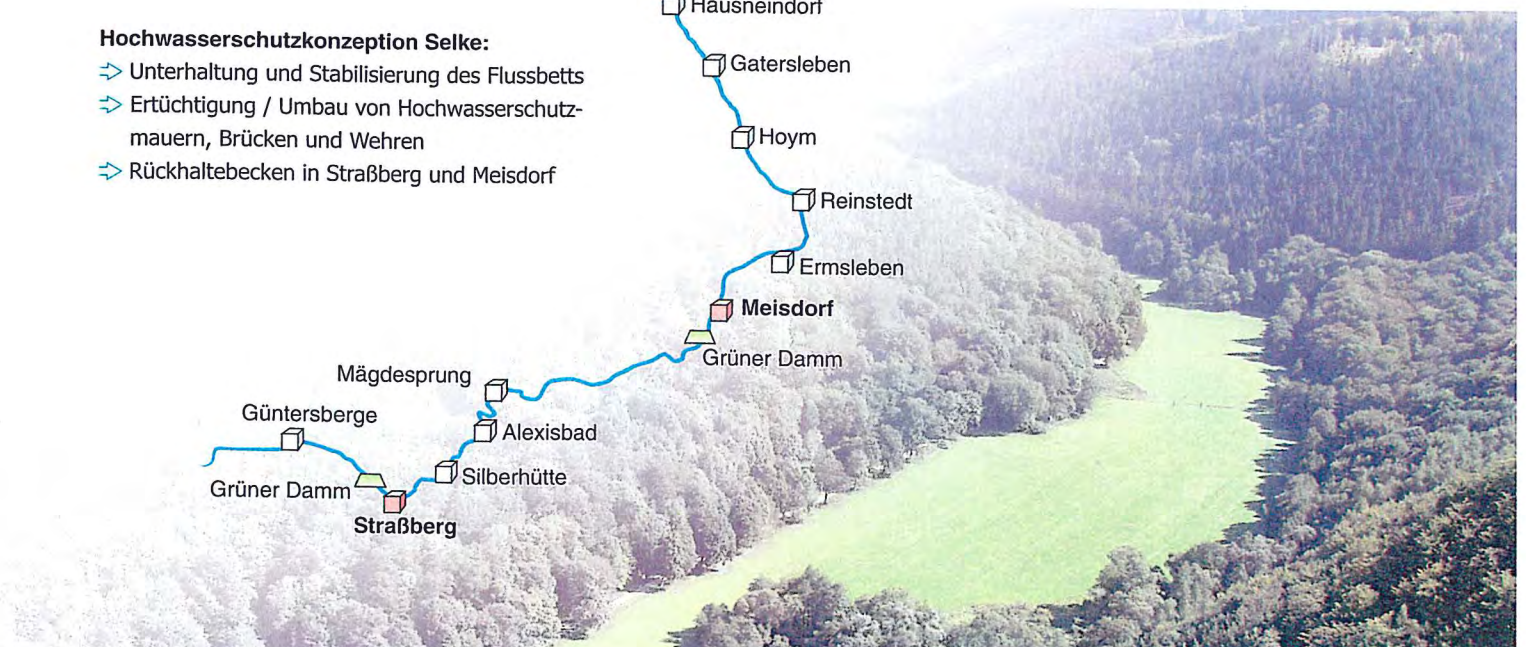 Hausneindorf
Hochwasserschutzkonzeption Selke:
⇨ Unterhaltung und Stabilisierung des Flussbetts
⇨ Ertüchtigung / Umbau von Hochwasserschutz-
mauern, Brücken und Wehren
⇨ Rückhaltebecken in Straßberg und Meisdorf
Gatersleben
Hoym
Reinstedt
Ermsleben
Meisdorf
Grüner Damm
Mägdesprung
Güntersberge
Alexisbad
Silberhütte
Grüner Damm
Straßberg